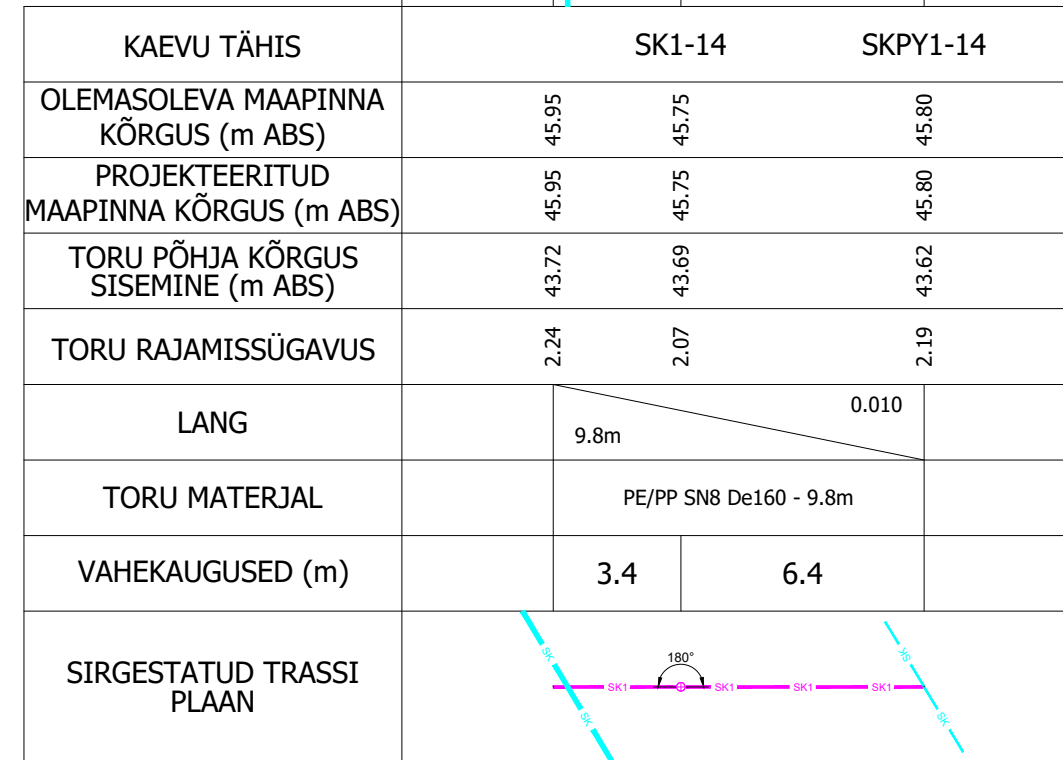 KAEVU TÄHIS SK1-14 SKPY1-14
OLEMASOLEVA MAAPINNA
KÕRGUS (m ABS)
45.95 45.75 45.80
PROJEKTEERITUD
MAAPINNA KÕRGUS (m ABS)
45.95 45.75 45.80
TORU PÕHJA KÕRGUS
SISEMINE (m ABS)
43.72 43.69 43.62
TORU RAJAMISSÜGAVUS 2.24 2.07 2.19
LANG 9.8m 0.010
TORU MATERJAL PE/PP SN8 De160 - 9.8m
VAHEKAUGUSED (m) 3.4 6.4
SIRGESTATUD TRASSI
PLAAN
180°
SK SK
SK1 SK1 SK1 SK1
SK SK